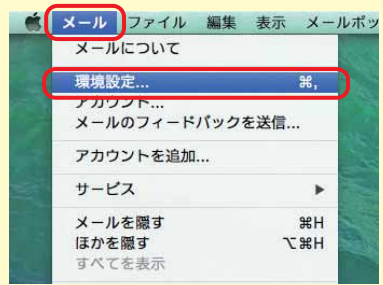 メール ファイル 編集 表示 メールボッ
メールについて
環境設定... ⌘,
アカウント...
メールのフィードバックを送信...
アカウントを追加...
サービス ▶
メールを隠す ⌘H
ほかを隠す ⌥⌘H
すべてを表示